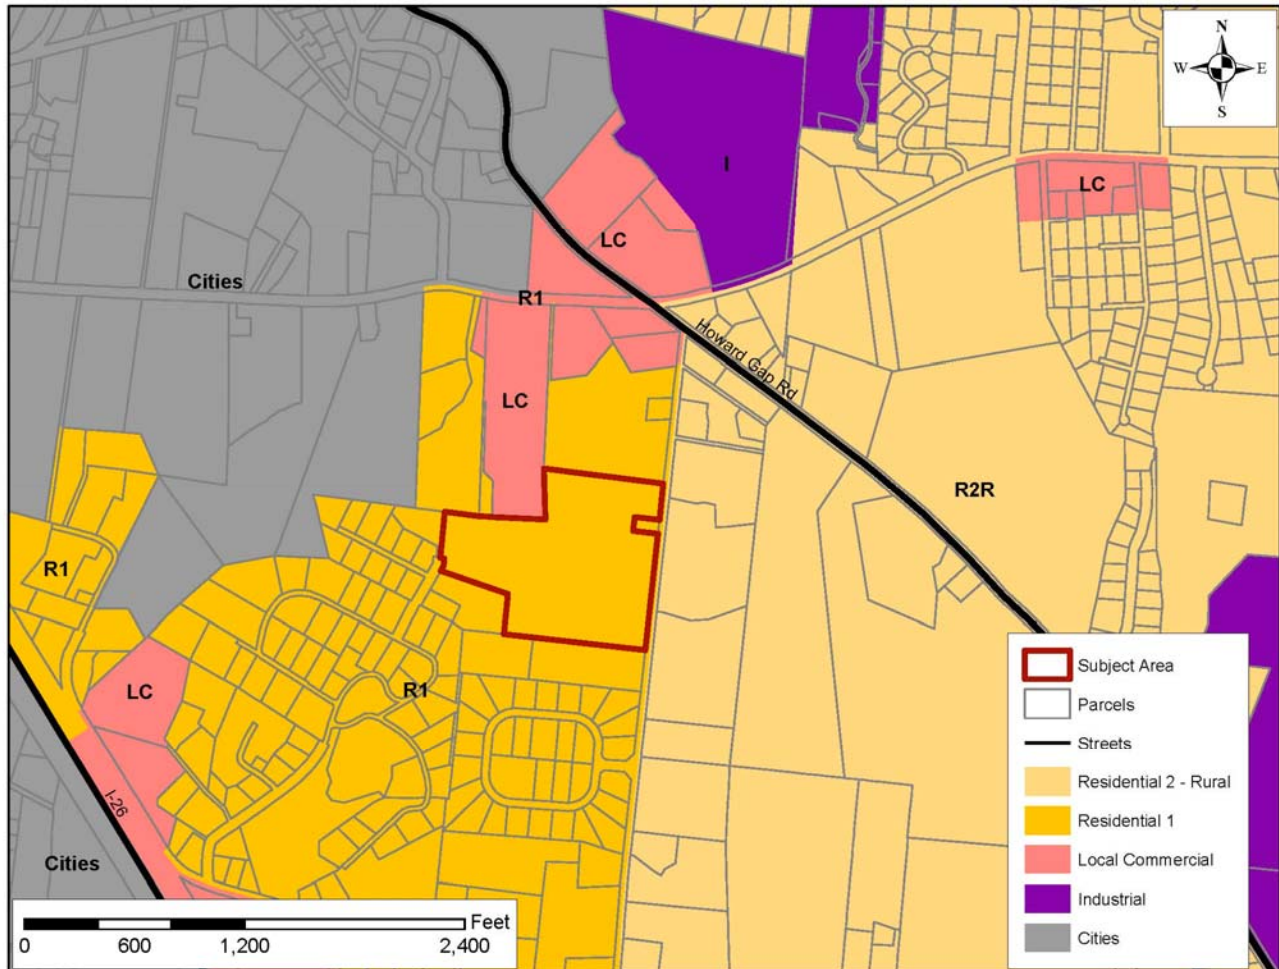 N
W E
S
I
LC
LC
Cities
R1
Howard Gap Rd
LC
R2R
R1
LC
R1
I-26
Cities
Subject Area
Parcels
Streets
Residential 2 - Rural
Residential 1
Local Commercial
Industrial
Cities
Feet
0 600 1,200 2,400